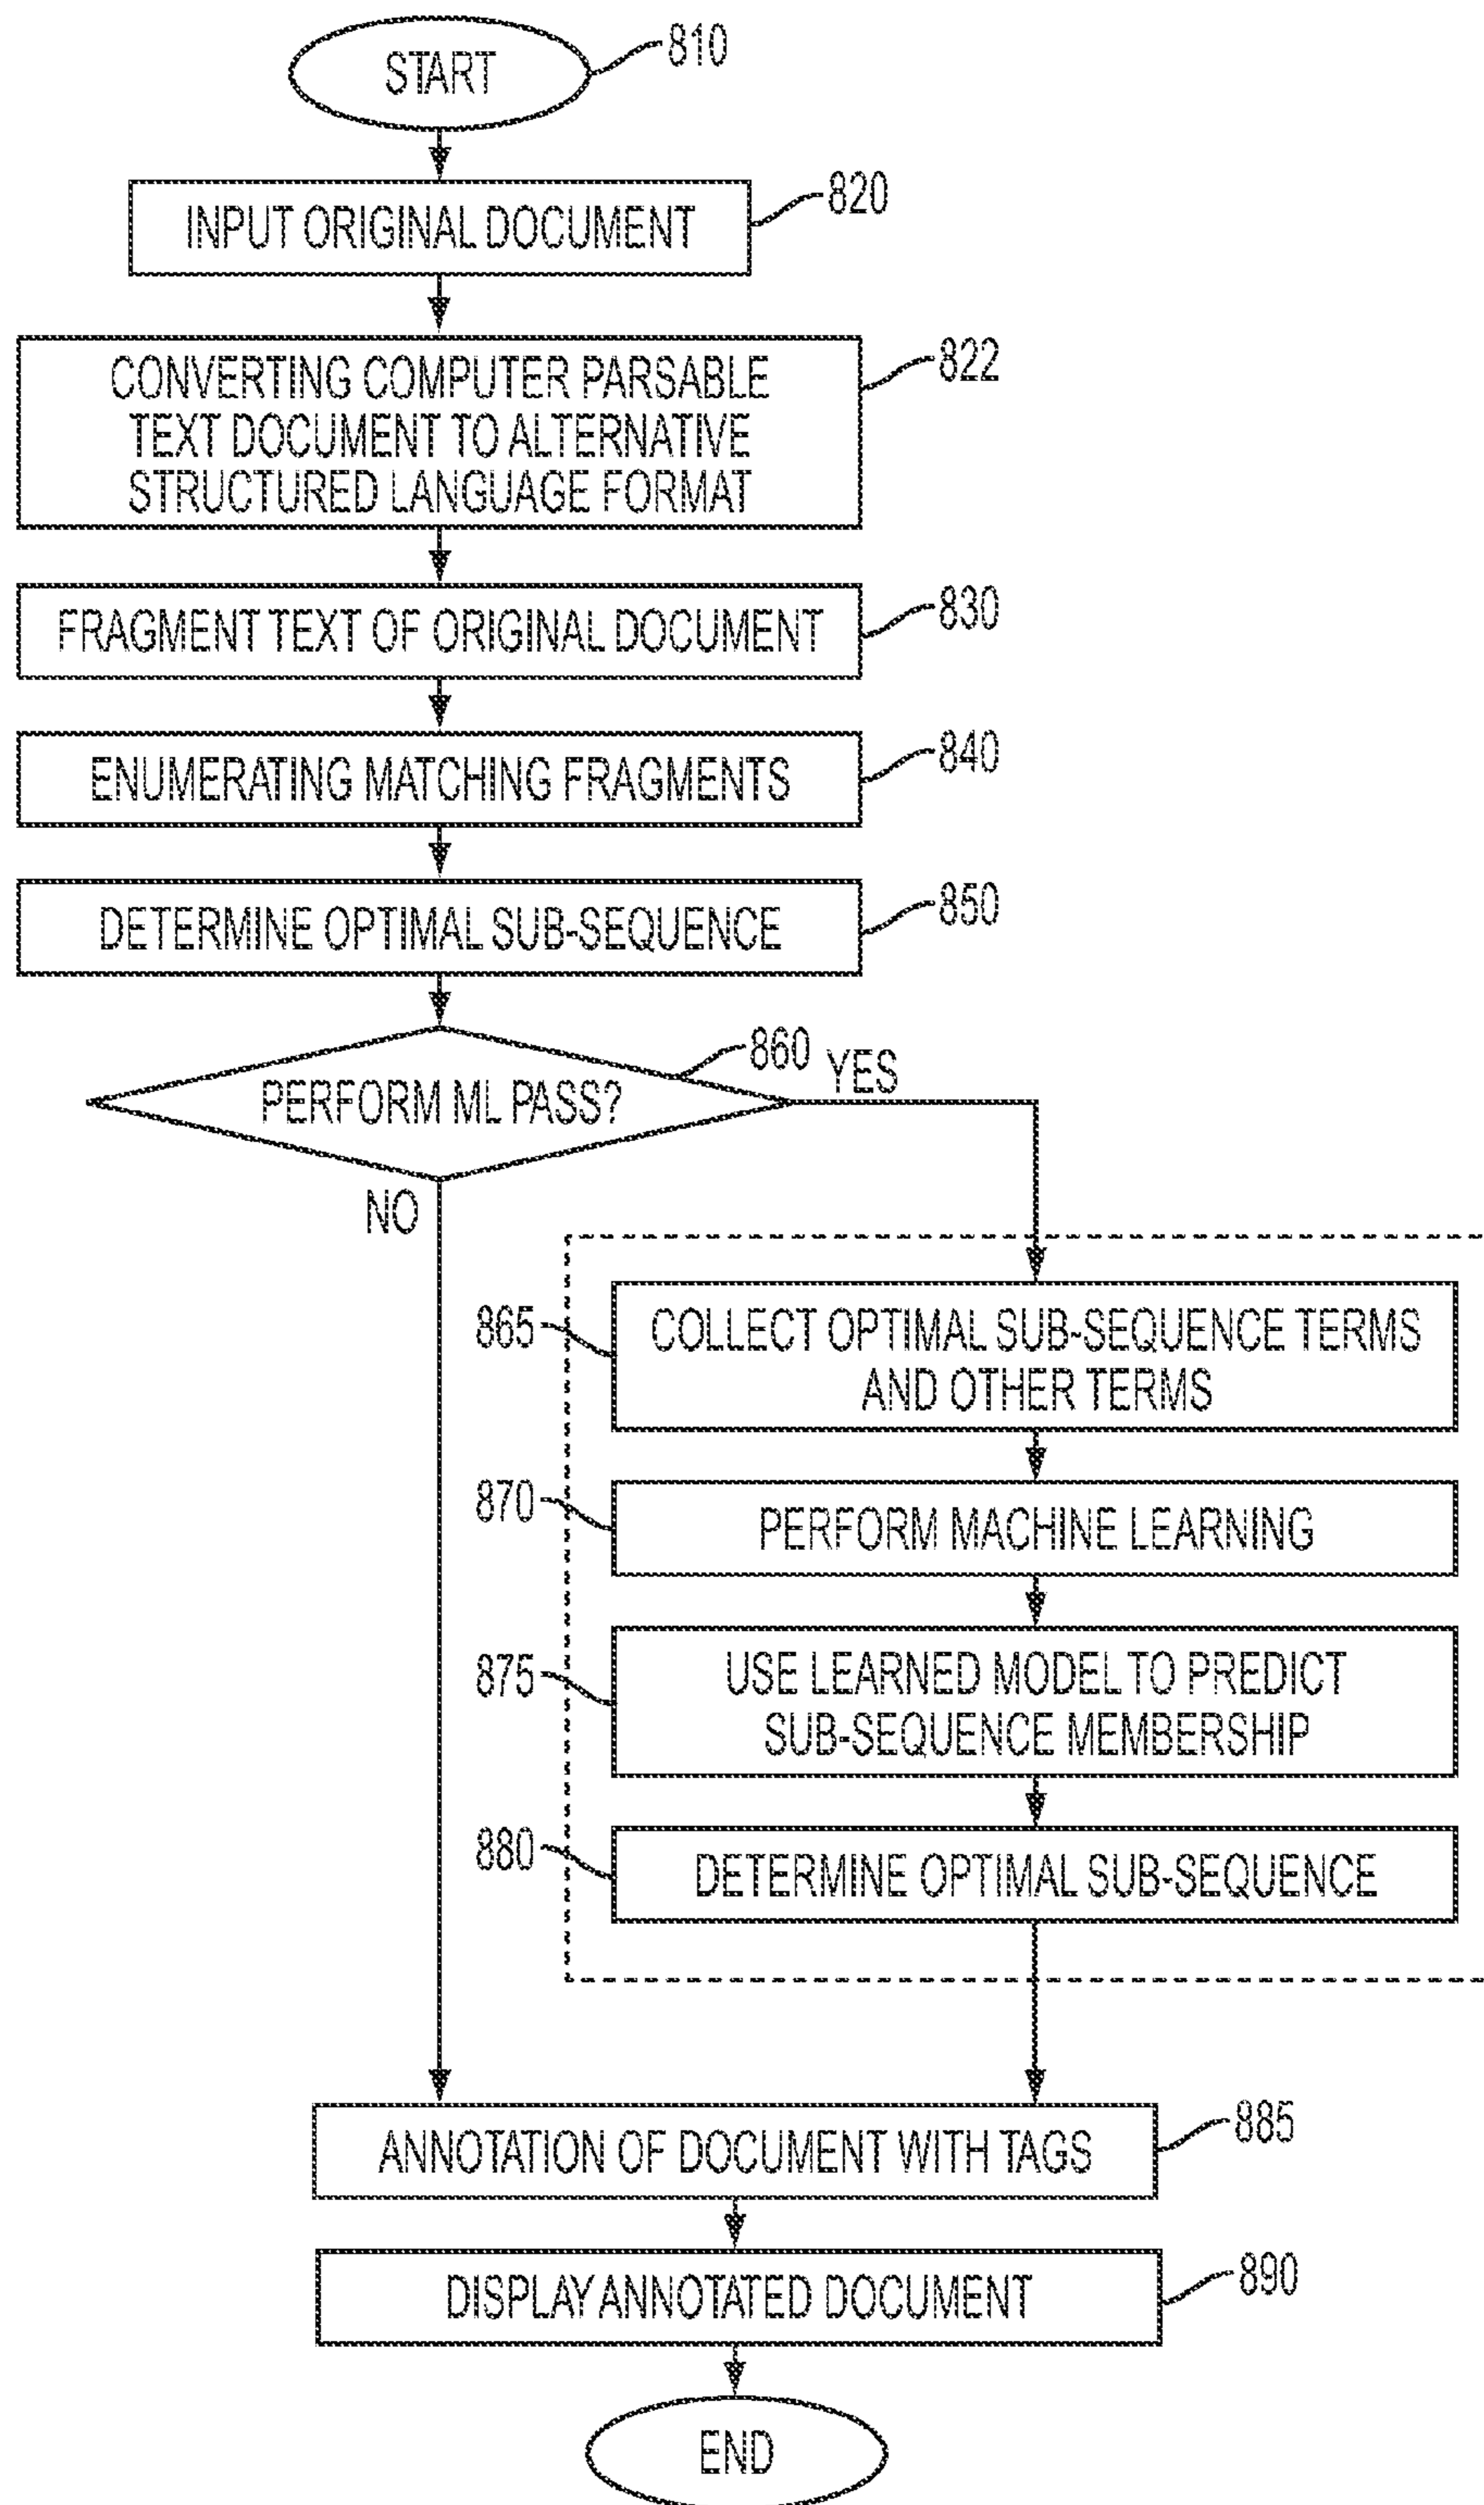 START
810
INPUT ORIGINAL DOCUMENT
820
CONVERTING COMPUTER PARSABLE
TEXT DOCUMENT TO ALTERNATIVE
STRUCTURED LANGUAGE FORMAT
822
FRAGMENT TEXT OF ORIGINAL DOCUMENT
830
ENUMERATING MATCHING FRAGMENTS
840
DETERMINE OPTIMAL SUB-SEQUENCE
850
PERFORM ML PASS?
860
YES
NO
865
COLLECT OPTIMAL SUB-SEQUENCE TERMS
AND OTHER TERMS
870
PERFORM MACHINE LEARNING
875
USE LEARNED MODEL TO PREDICT
SUB-SEQUENCE MEMBERSHIP
880
DETERMINE OPTIMAL SUB-SEQUENCE
ANNOTATION OF DOCUMENT WITH TAGS
885
DISPLAY ANNOTATED DOCUMENT
890
END